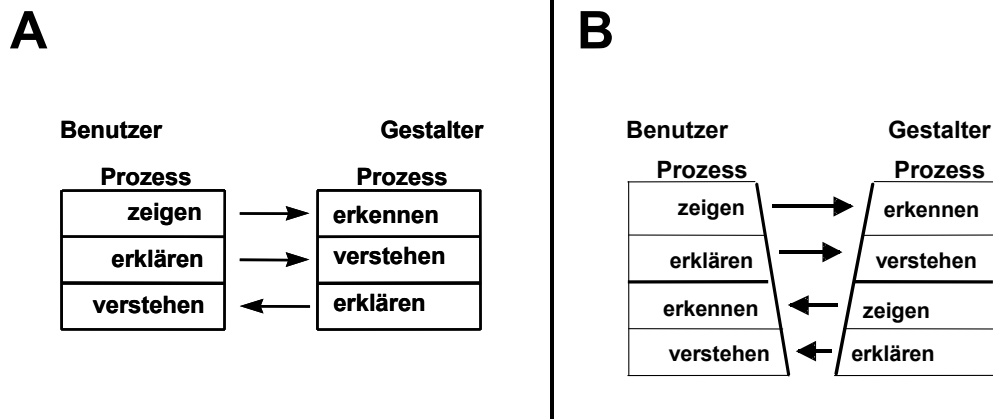 A
Benutzer Gestalter
Prozess Prozess
zeigen erkennen
erklären verstehen
verstehen erklären
B
Benutzer Gestalter
Prozess Prozess
zeigen erkennen
erklären verstehen
erkennen zeigen
verstehen erklären